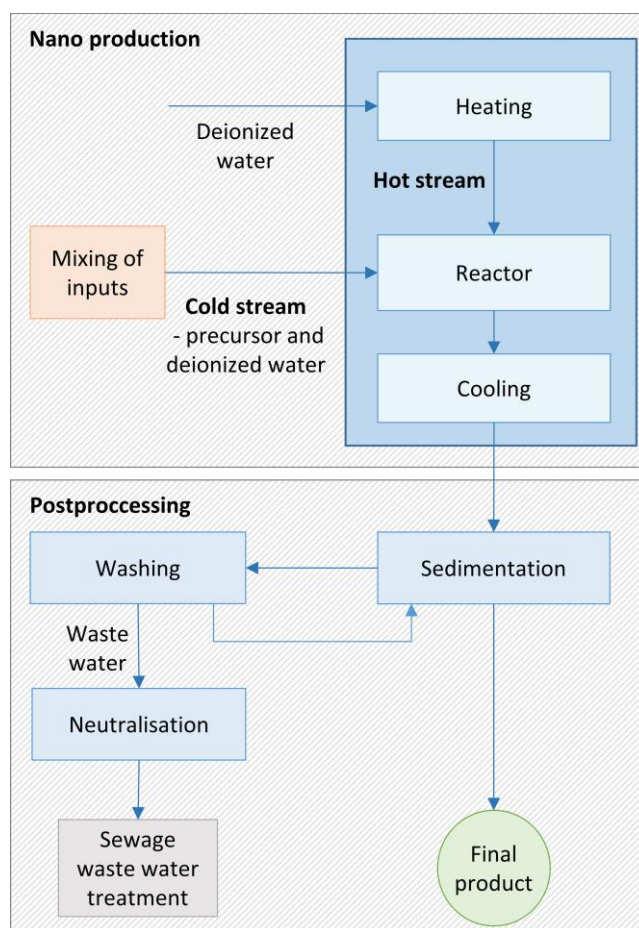 Nano production
Heating
Deionized
water
Hot stream
Mixing of
inputs
Reactor
Cold stream
- precursor and
deionized water
Cooling
Postproccessing
Washing
Sedimentation
Waste
water
Neutralisation
Sewage
waste water
treatment
Final
product